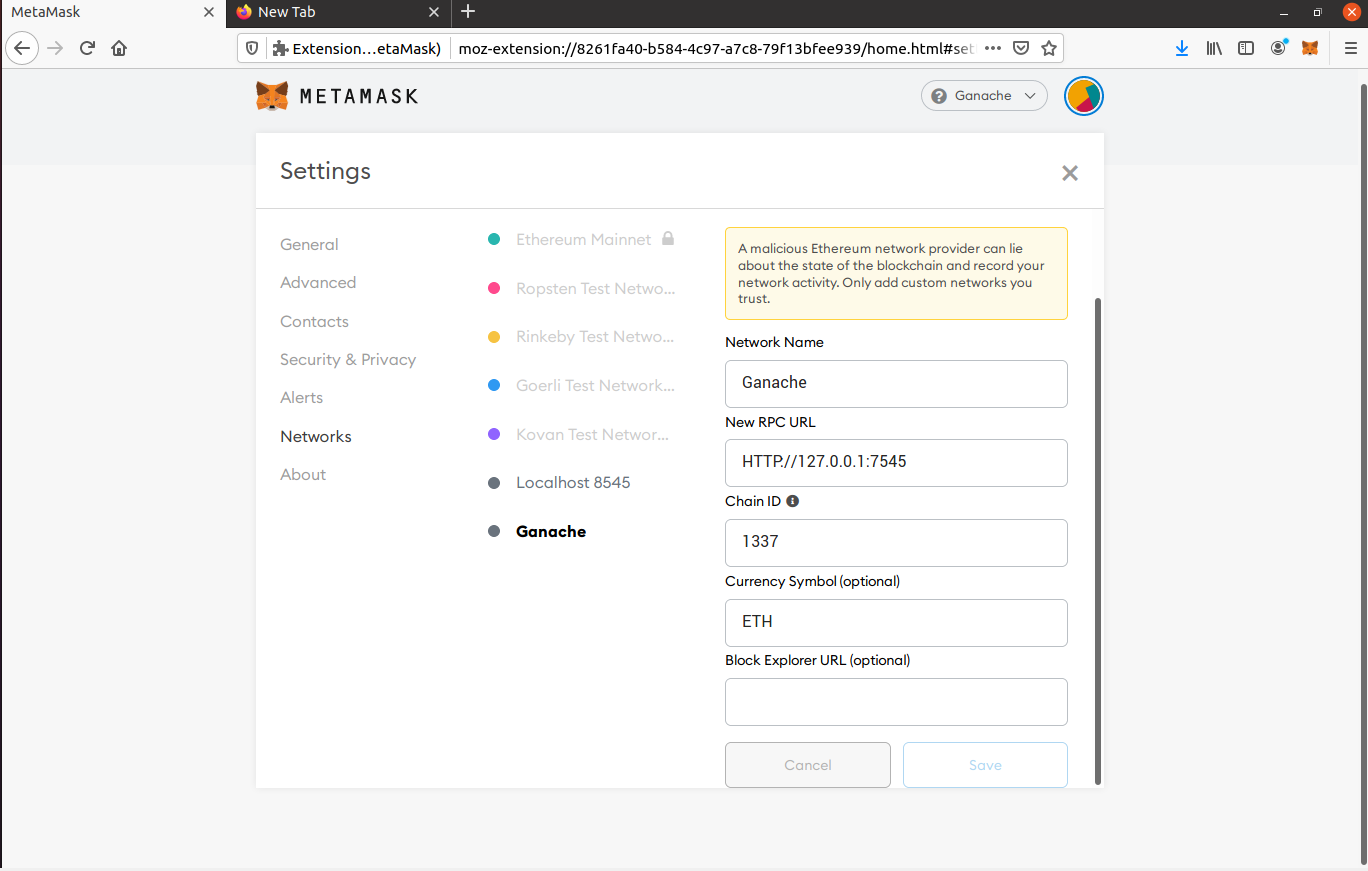 MetaMask
New Tab
Extension…etaMask)
moz-extension://8261fa40-b584-4c97-a7c8-79f13bfee939/home.html#set
METAMASK
Ganache
Settings
General
Advanced
Contacts
Security & Privacy
Alerts
Networks
About
Ethereum Mainnet
Ropsten Test Netwo...
Rinkeby Test Netwo...
Goerli Test Network...
Kovan Test Networ...
Localhost 8545
Ganache
A malicious Ethereum network provider can lie
about the state of the blockchain and record your
network activity. Only add custom networks you
trust.
Network Name
Ganache
New RPC URL
HTTP://127.0.0.1:7545
Chain ID
1337
Currency Symbol (optional)
ETH
Block Explorer URL (optional)
Cancel
Save